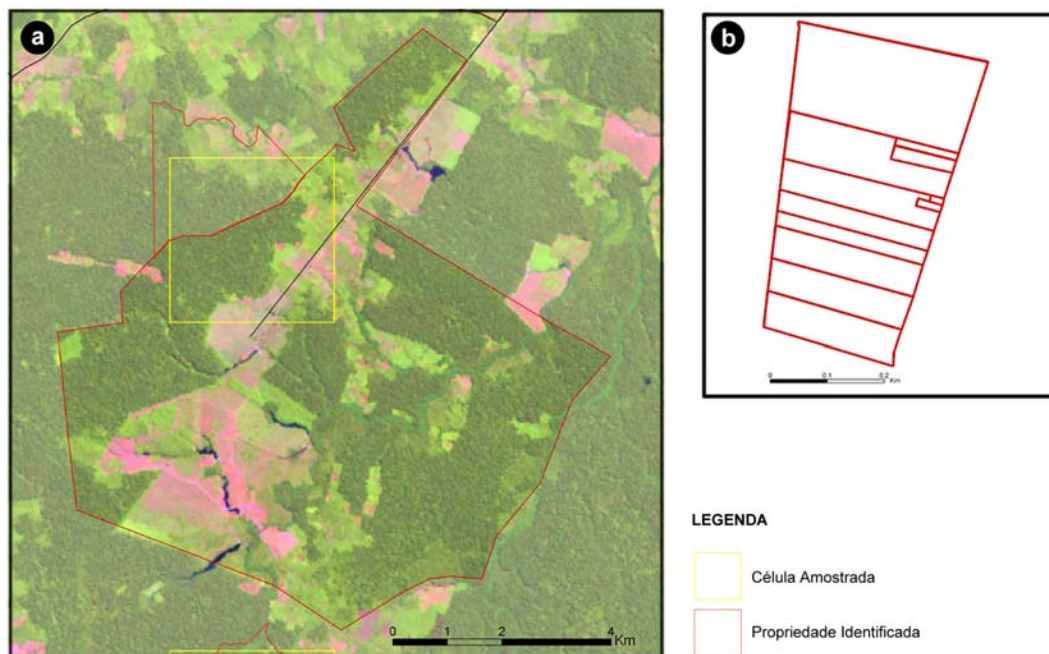 a
b
0 1 2 4
Km
0 0.1 0.2
Km
LEGENDA
Célula Amostrada
Propriedade Identificada